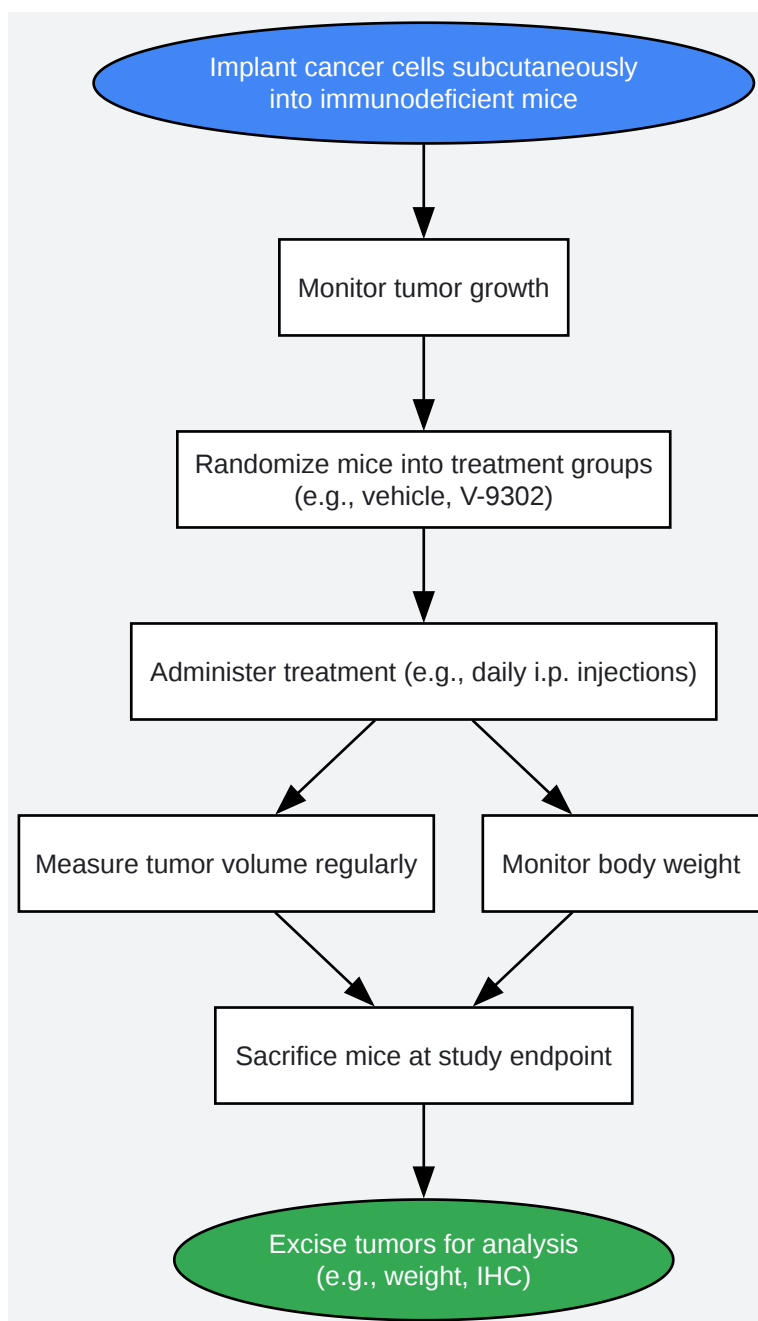 Implant cancer cells subcutaneously
into immunodeficient mice
Monitor tumor growth
Randomize mice into treatment groups
(e.g., vehicle, V-9302)
Administer treatment (e.g., daily i.p. injections)
Measure tumor volume regularly
Monitor body weight
Sacrifice mice at study endpoint
Excise tumors for analysis
(e.g., weight, IHC)